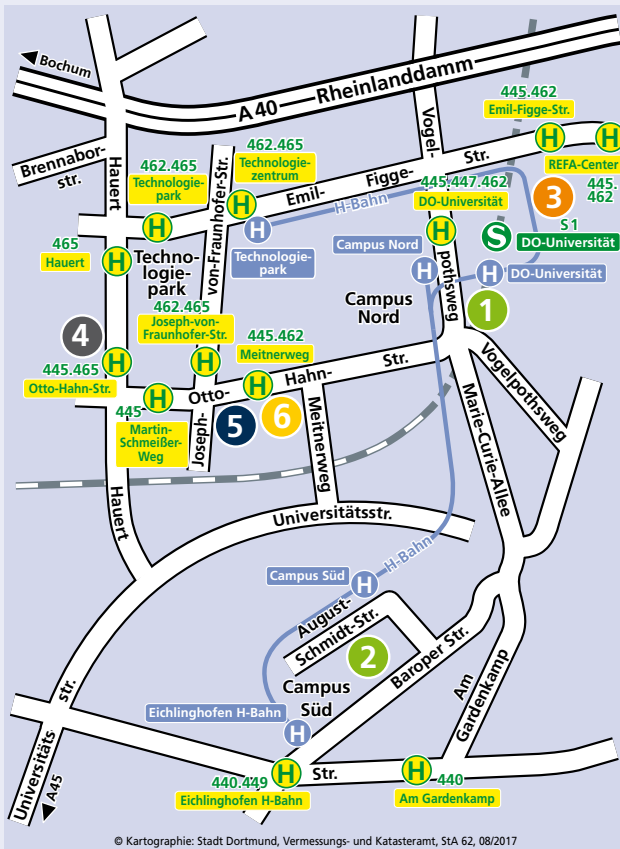 Bochum
A 40
Rheinlanddamm
445.462
Emil-Figge-Str.
H
H
REFA-Center
445.
462
Brennabor-
str.
Hauert
462.465
Technologie-
park
H
462.465
Technologie-
zentrum
H
von-Fraunhofer-Str.
Emil-
Figge-
Str.
Vogel-
pothsweg
H-Bahn
445.447.462
DO-Universität
H
3
S 1
S
DO-Universität
465
Hauert
H
Techno-
logie-
park
H
Technologie-
park
Campus Nord
H
H
DO-Universität
Campus
Nord
1
462.465
Joseph-von-
Fraunhofer-Str.
H
4
445.465
H
Otto-Hahn-Str.
445.462
Meitnerweg
H
Otto-
Hahn-
Str.
Vogelpothsweg
445
H
Martin-
Schmeißer-
Weg
Joseph-
5
6
Meitnerweg
Marie-Curie-Allee
Hauert
Universitätsstr.
H-Bahn
Campus Süd
H
August-
Schmidt-Str.
2
Baroper Str.
Am
Gardenkamp
Campus
Süd
Eichlinghofen H-Bahn
H
Universitäts
str.
A45
440.449
H
Eichlinghofen H-Bahn
Str.
H
440
Am Gardenkamp
© Kartographie: Stadt Dortmund, Vermessungs- und Katasteramt, StA 62, 08/2017